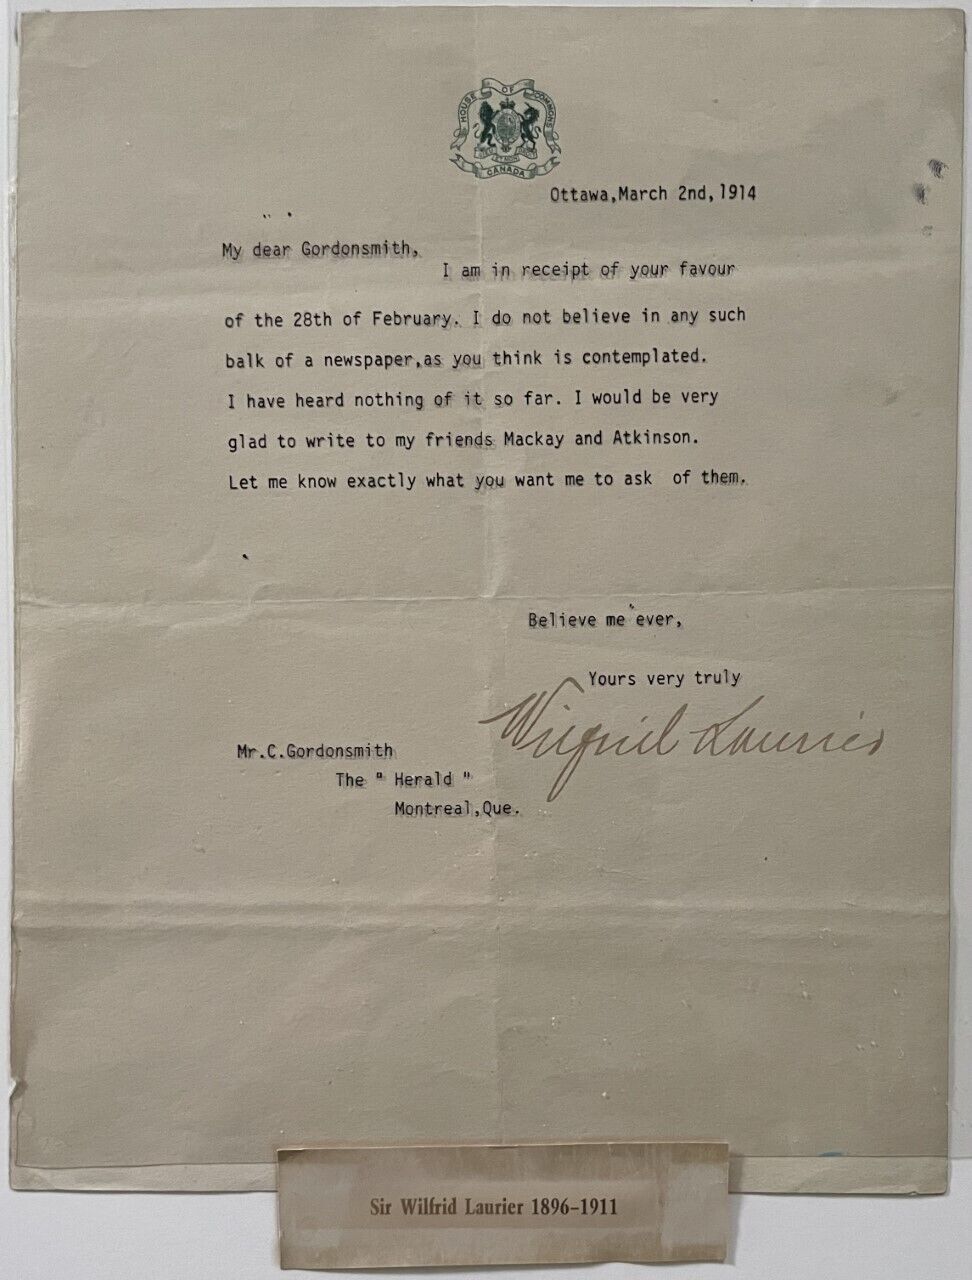 HOUSE OF COMMONS
CANADA
Ottawa,March 2nd,1914
My dear Gordonsmith,
I am in receipt of your favour
of the 28th of February. I do not believe in any such
balk of a newspaper,as you think is contemplated.
I have heard nothing of it so far. I would be very
glad to write to my friends Mackay and Atkinson.
Let me know exactly what you want me to ask of them.
Believe me ever,
Yours very truly
Wilfrid Laurier
Mr.C.Gordonsmith
The " Herald "
Montreal,Que.
Sir Wilfrid Laurier 1896-1911